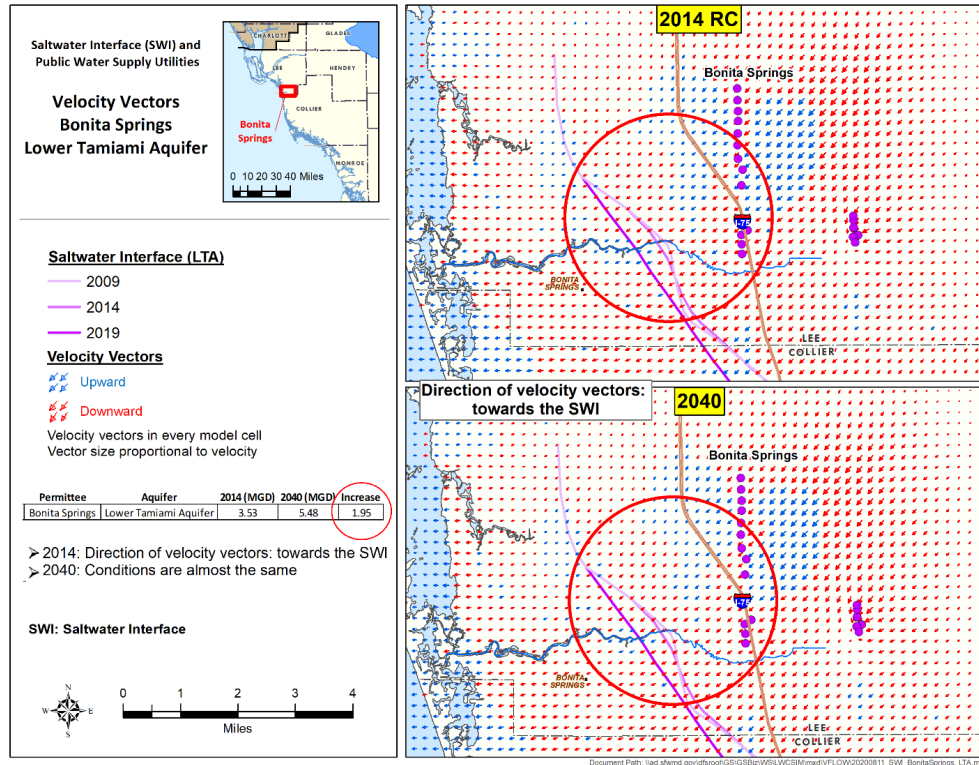 Saltwater Interface (SWI) and
Public Water Supply Utilities
Velocity Vectors
Bonita Springs
Lower Tamiami Aquifer
CHARLOTTE
GLADES
LEE
HENDRY
COLLIER
Bonita
Springs
MONROE
0 10 20 30 40 Miles
Saltwater Interface (LTA)
2009
2014
2019
Velocity Vectors
Upward
Downward
Velocity vectors in every model cell
Vector size proportional to velocity
Permittee Aquifer 2014 (MGD) 2040 (MGD) Increase
Bonita Springs Lower Tamiami Aquifer 3.53 5.48 1.95
➢ 2014: Direction of velocity vectors: towards the SWI
➢ 2040: Conditions are almost the same
SWI: Saltwater Interface
N
W E
S
0 1 2 3 4
Miles
2014 RC
Bonita Springs
75
BONITA
SPRINGS
LEE
COLLIER
Direction of velocity vectors:
towards the SWI
2040
Bonita Springs
75
BONITA
SPRINGS
LEE
COLLIER